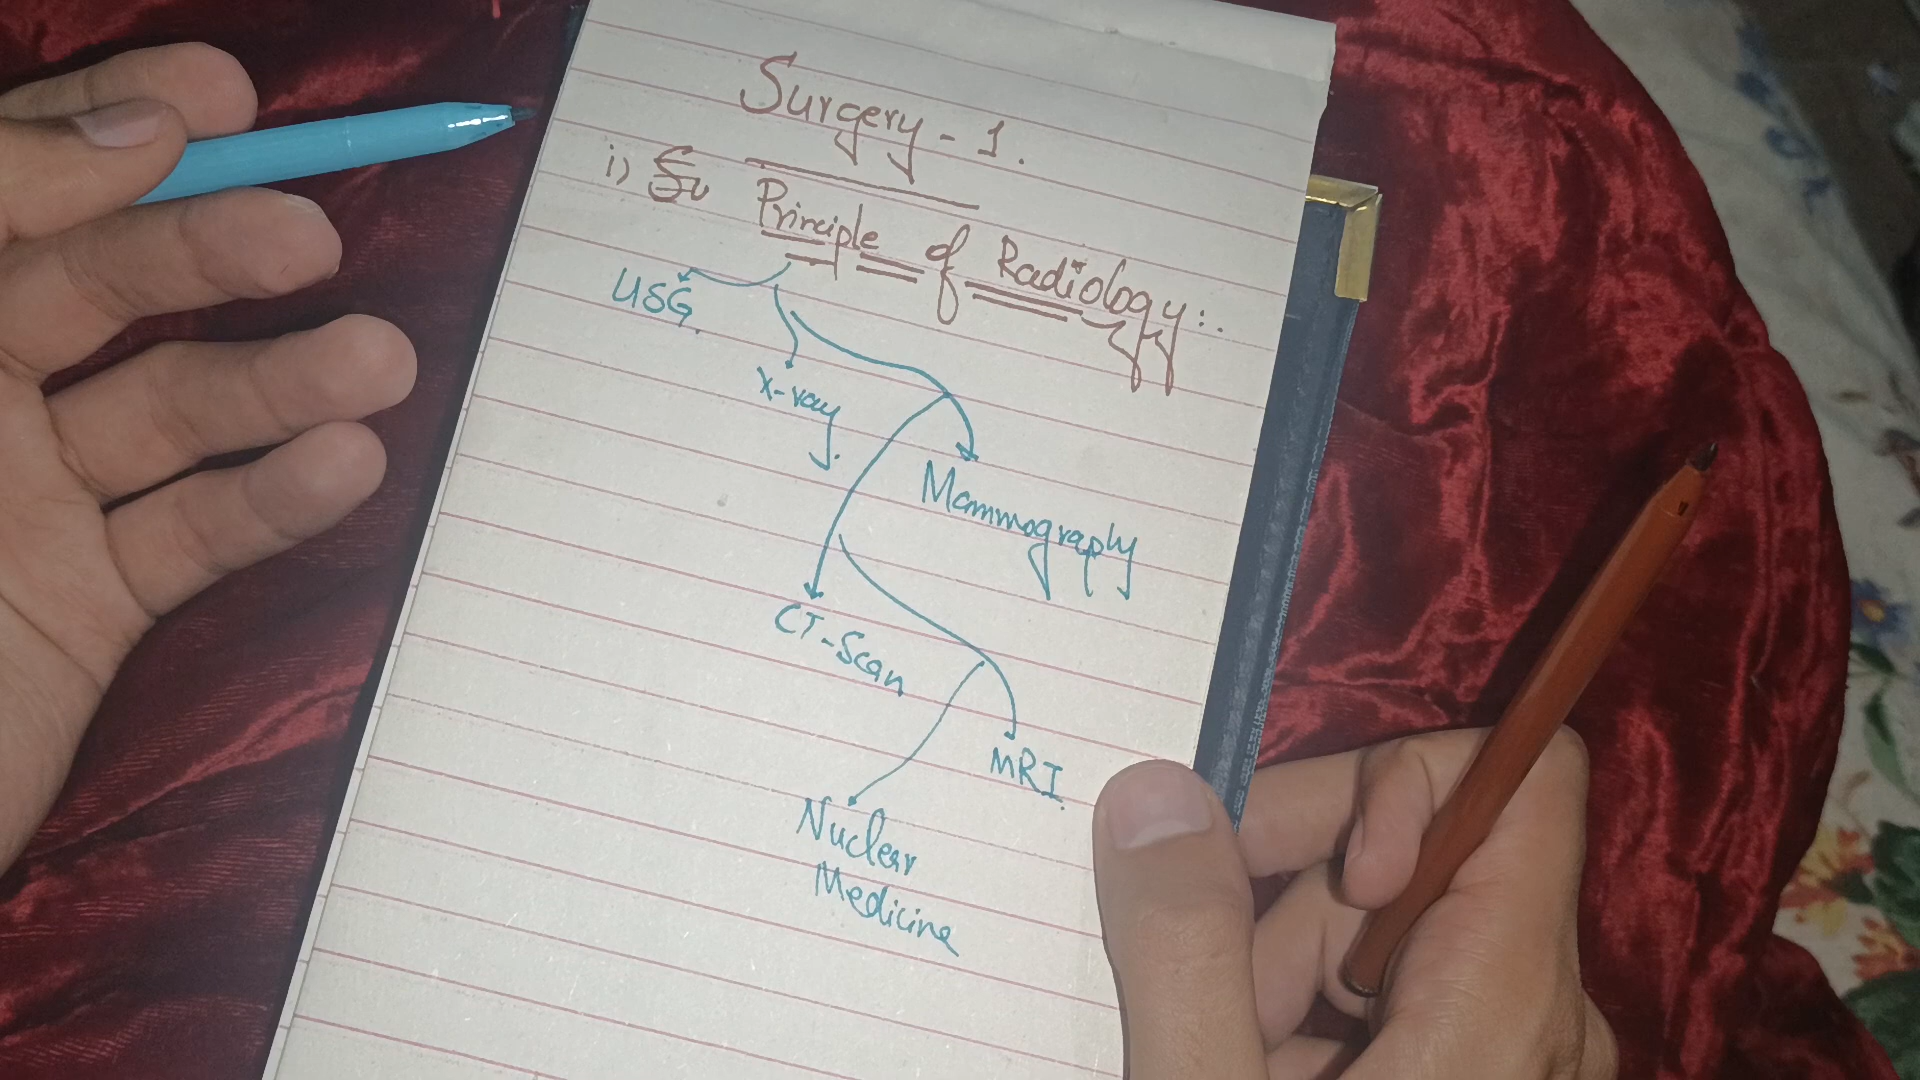 Surgery - 1.
i) Principle of Radiology :.
USG.
X-ray.
Mammography
CT-Scan
MRI.
Nuclear
Medicine